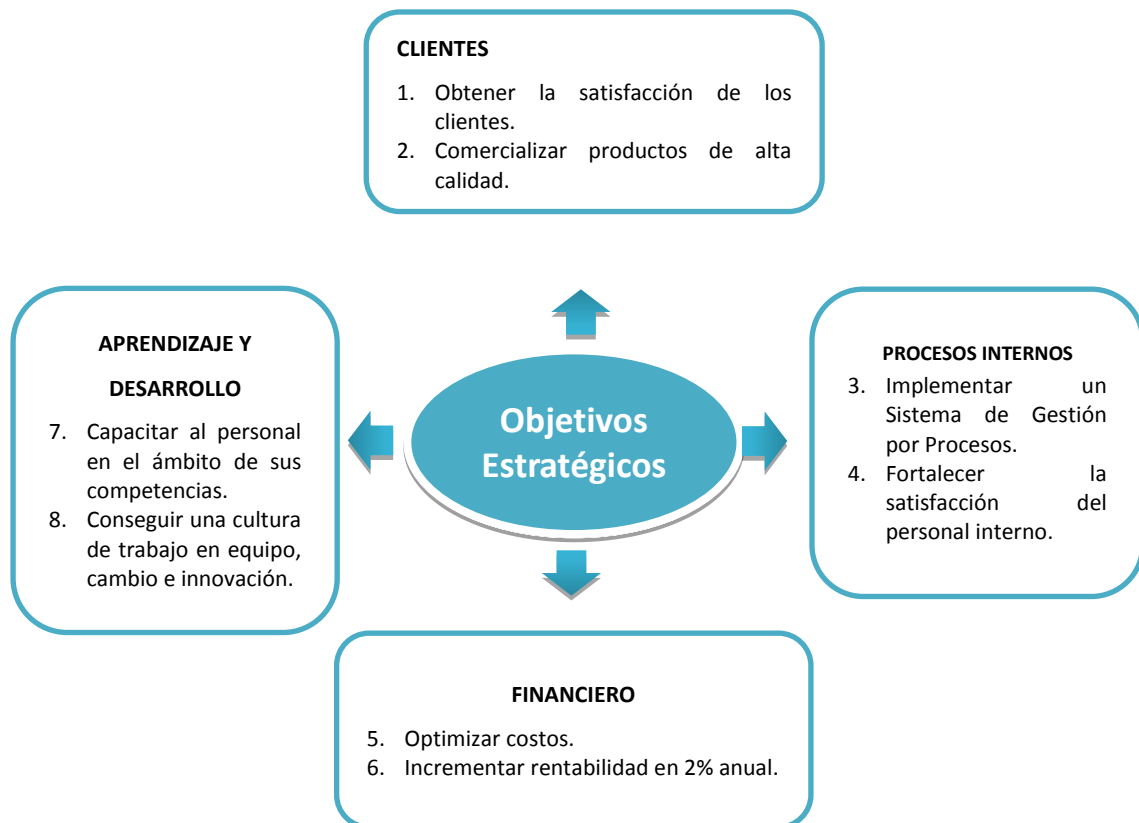 CLIENTES
1. Obtener la satisfacción de los
clientes.
2. Comercializar productos de alta
calidad.
APRENDIZAJE Y
DESARROLLO
7. Capacitar al personal
en el ámbito de sus
competencias.
8. Conseguir una cultura
de trabajo en equipo,
cambio e innovación.
Objetivos
Estratégicos
PROCESOS INTERNOS
3. Implementar un
Sistema de Gestión
por Procesos.
4. Fortalecer la
satisfacción del
personal interno.
FINANCIERO
5. Optimizar costos.
6. Incrementar rentabilidad en 2% anual.